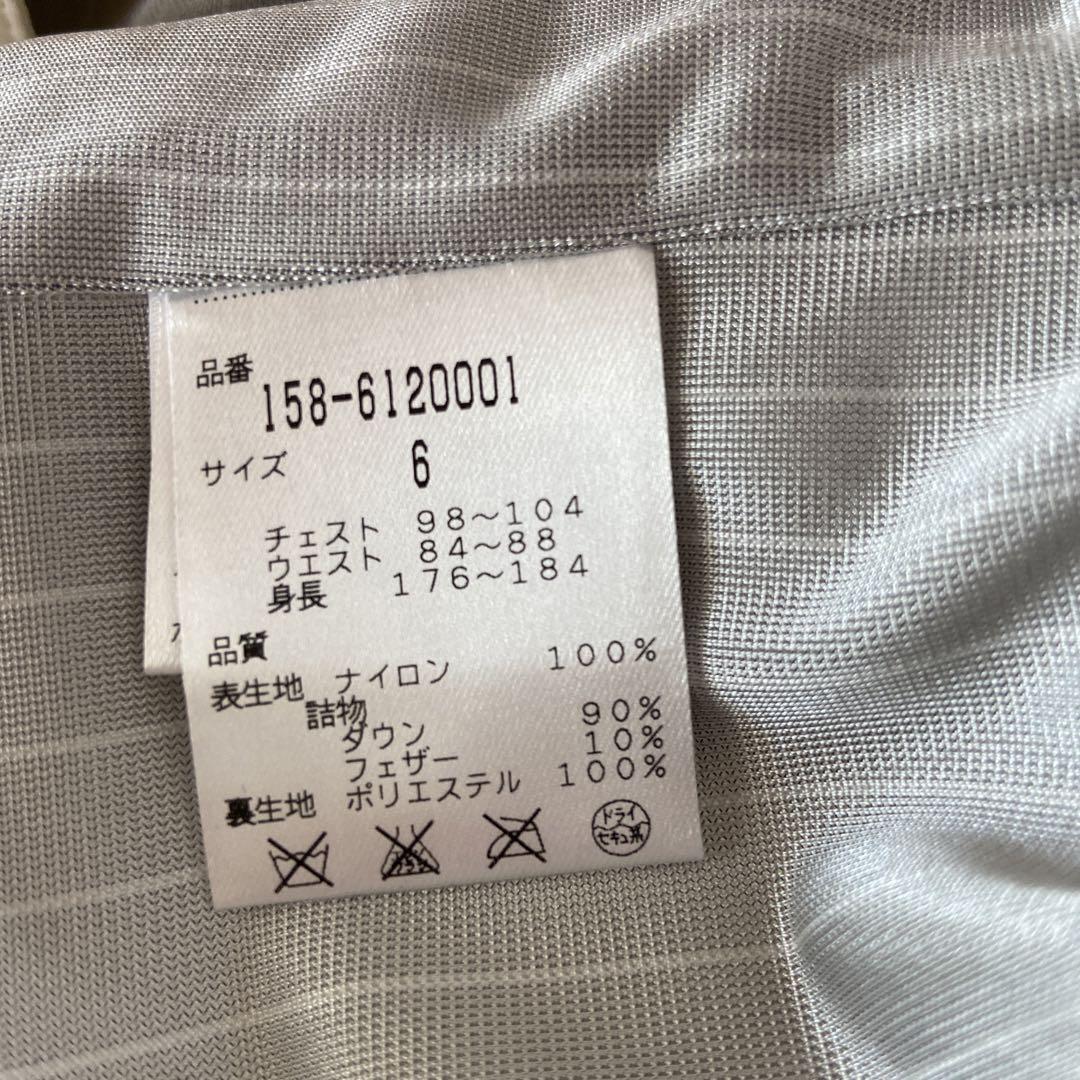 品番 158-6120001
サイズ 6
チェスト 98～104
ウエスト 84～88
身長 176～184
品質
表生地 ナイロン 100%
詰物
ダウン 90%
フェザー 10%
裏生地 ポリエステル 100%
ドライ
セキユ系